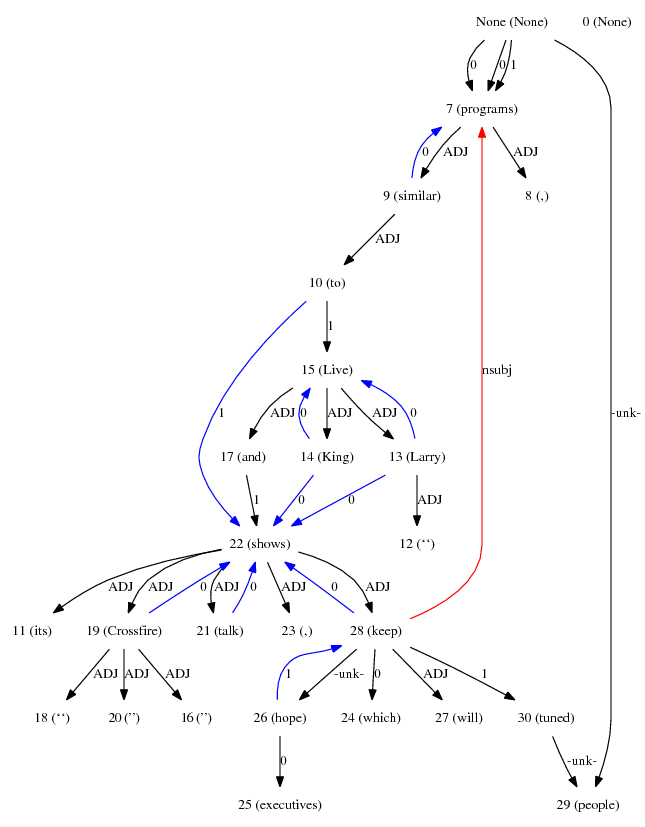 None (None) 0 (None)
0 0 1
7 (programs)
0 ADJ ADJ
9 (similar) 8 (,)
ADJ
10 (to)
1
15 (Live) nsubj
1 ADJ 0 ADJ ADJ 0 -unk-
17 (and) 14 (King) 13 (Larry)
1 0 0 ADJ
22 (shows) 12 (‘‘)
ADJ ADJ 0 ADJ 0 ADJ 0 ADJ
11 (its) 19 (Crossfire) 21 (talk) 23 (,) 28 (keep)
ADJ ADJ ADJ 1 -unk- 0 ADJ 1
18 (‘‘) 20 (’’) 16 (’’) 26 (hope) 24 (which) 27 (will) 30 (tuned)
0 -unk-
25 (executives) 29 (people)